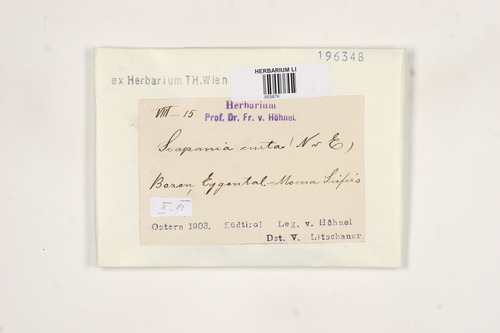 196348
ex Herbarium TH.Wien
HERBARIUM LI
VIII - 15
Herbarium
Prof. Dr. Fr. v. Höhnel.
Scapania curta! N v E,
Bozen, Eggental
Ostern 1903. Südtirol Leg. v. Höhnel
Det. V. Litschauer